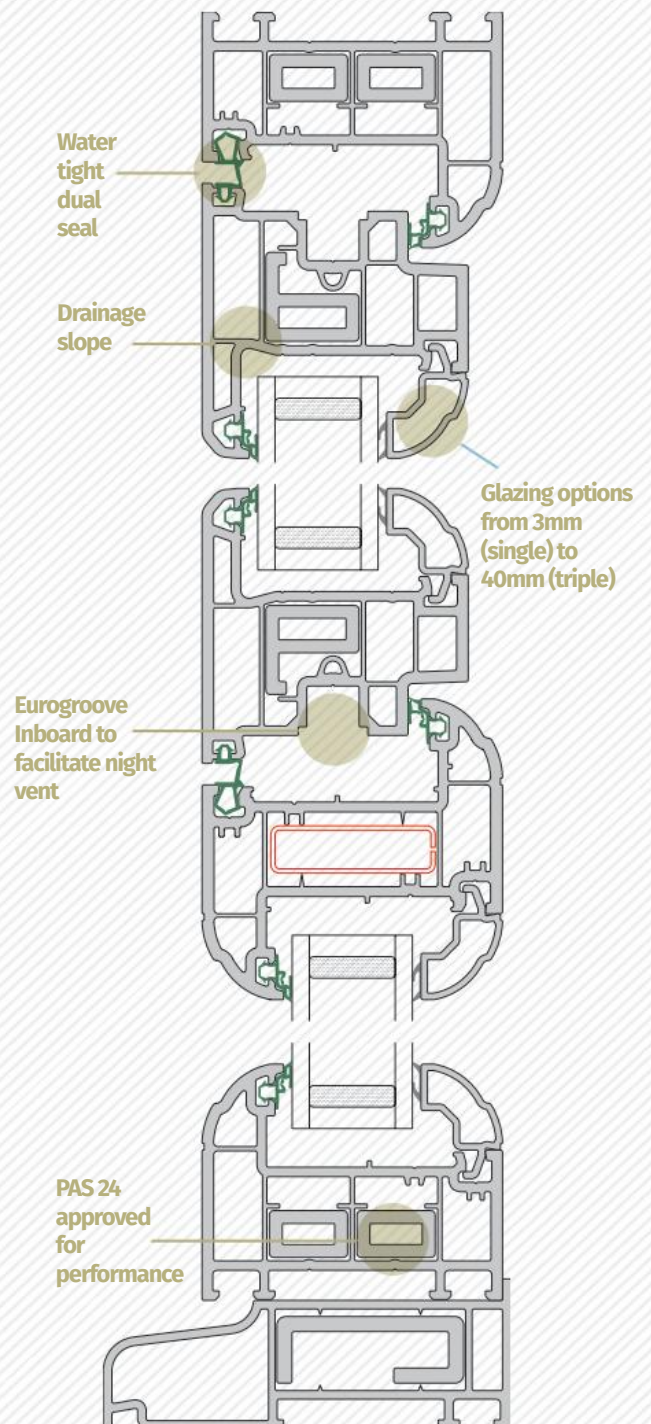 Water
tight
dual
seal
Drainage
slope
Glazing options
from 3mm
(single) to
40mm (triple)
Eurogroove
Inboard to
facilitate night
vent
PAS 24
approved
for
performance